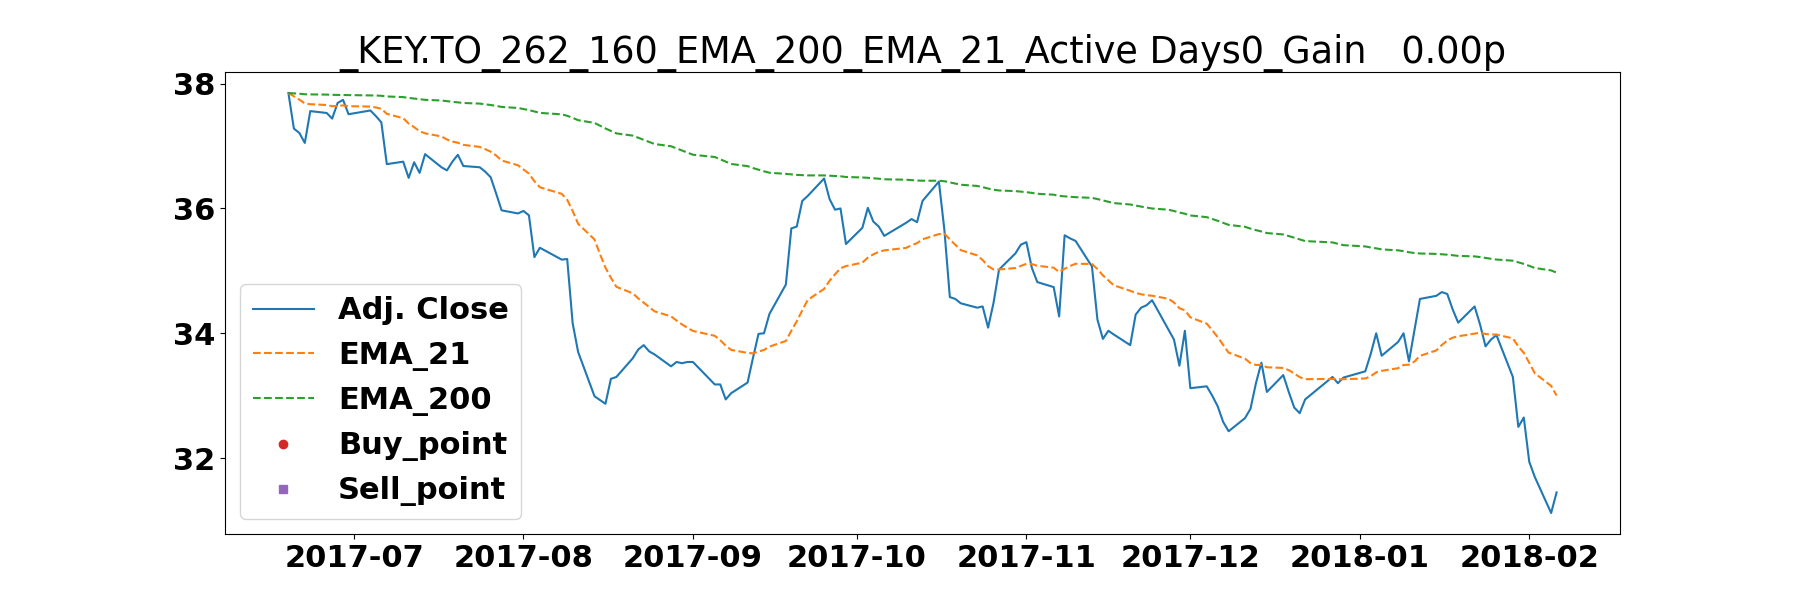 _KEY.TO_262_160_EMA_200_EMA_21_Active Days0_Gain   0.00p
38
36
34
32
Adj. Close
EMA_21
EMA_200
Buy_point
Sell_point
2017-07 2017-08 2017-09 2017-10 2017-11 2017-12 2018-01 2018-02